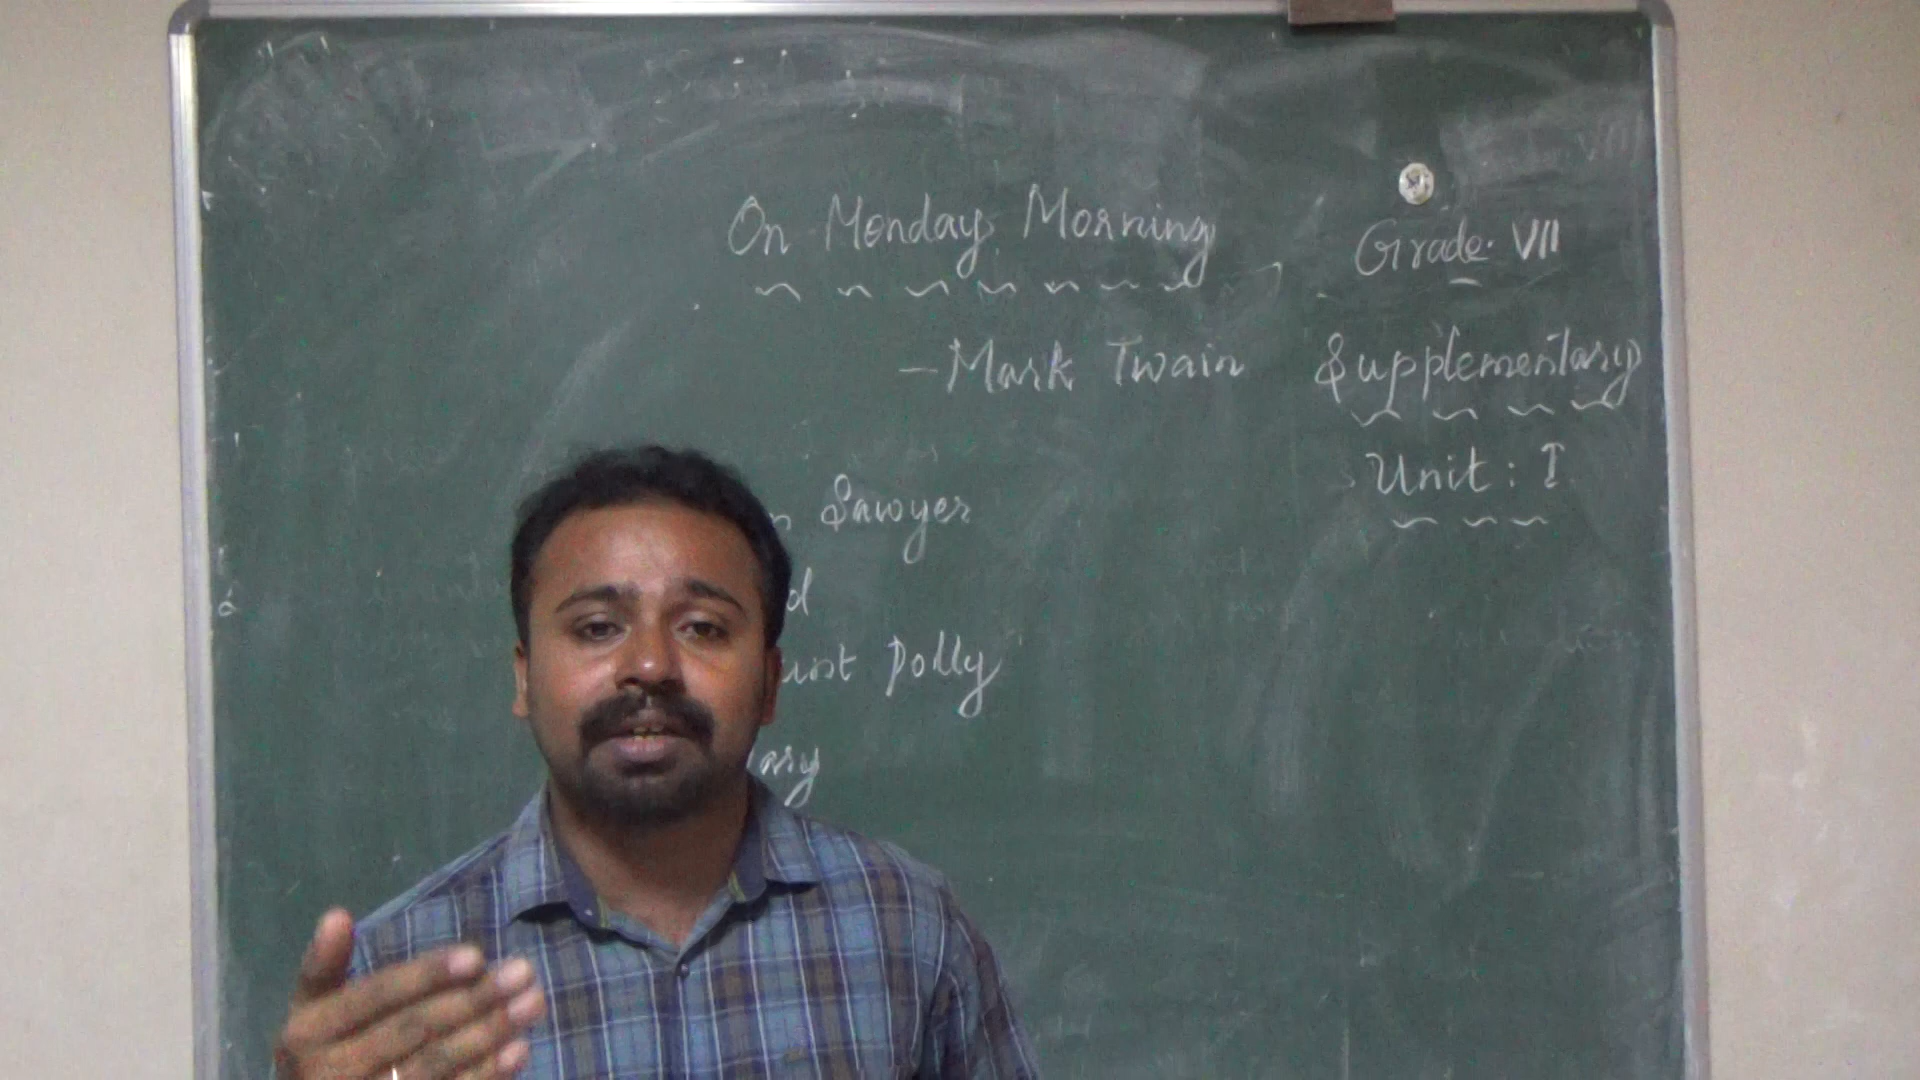 On Monday Morning
- Mark Twain
Grade. VII
Supplementary
Unit : I
Sawyer
Polly